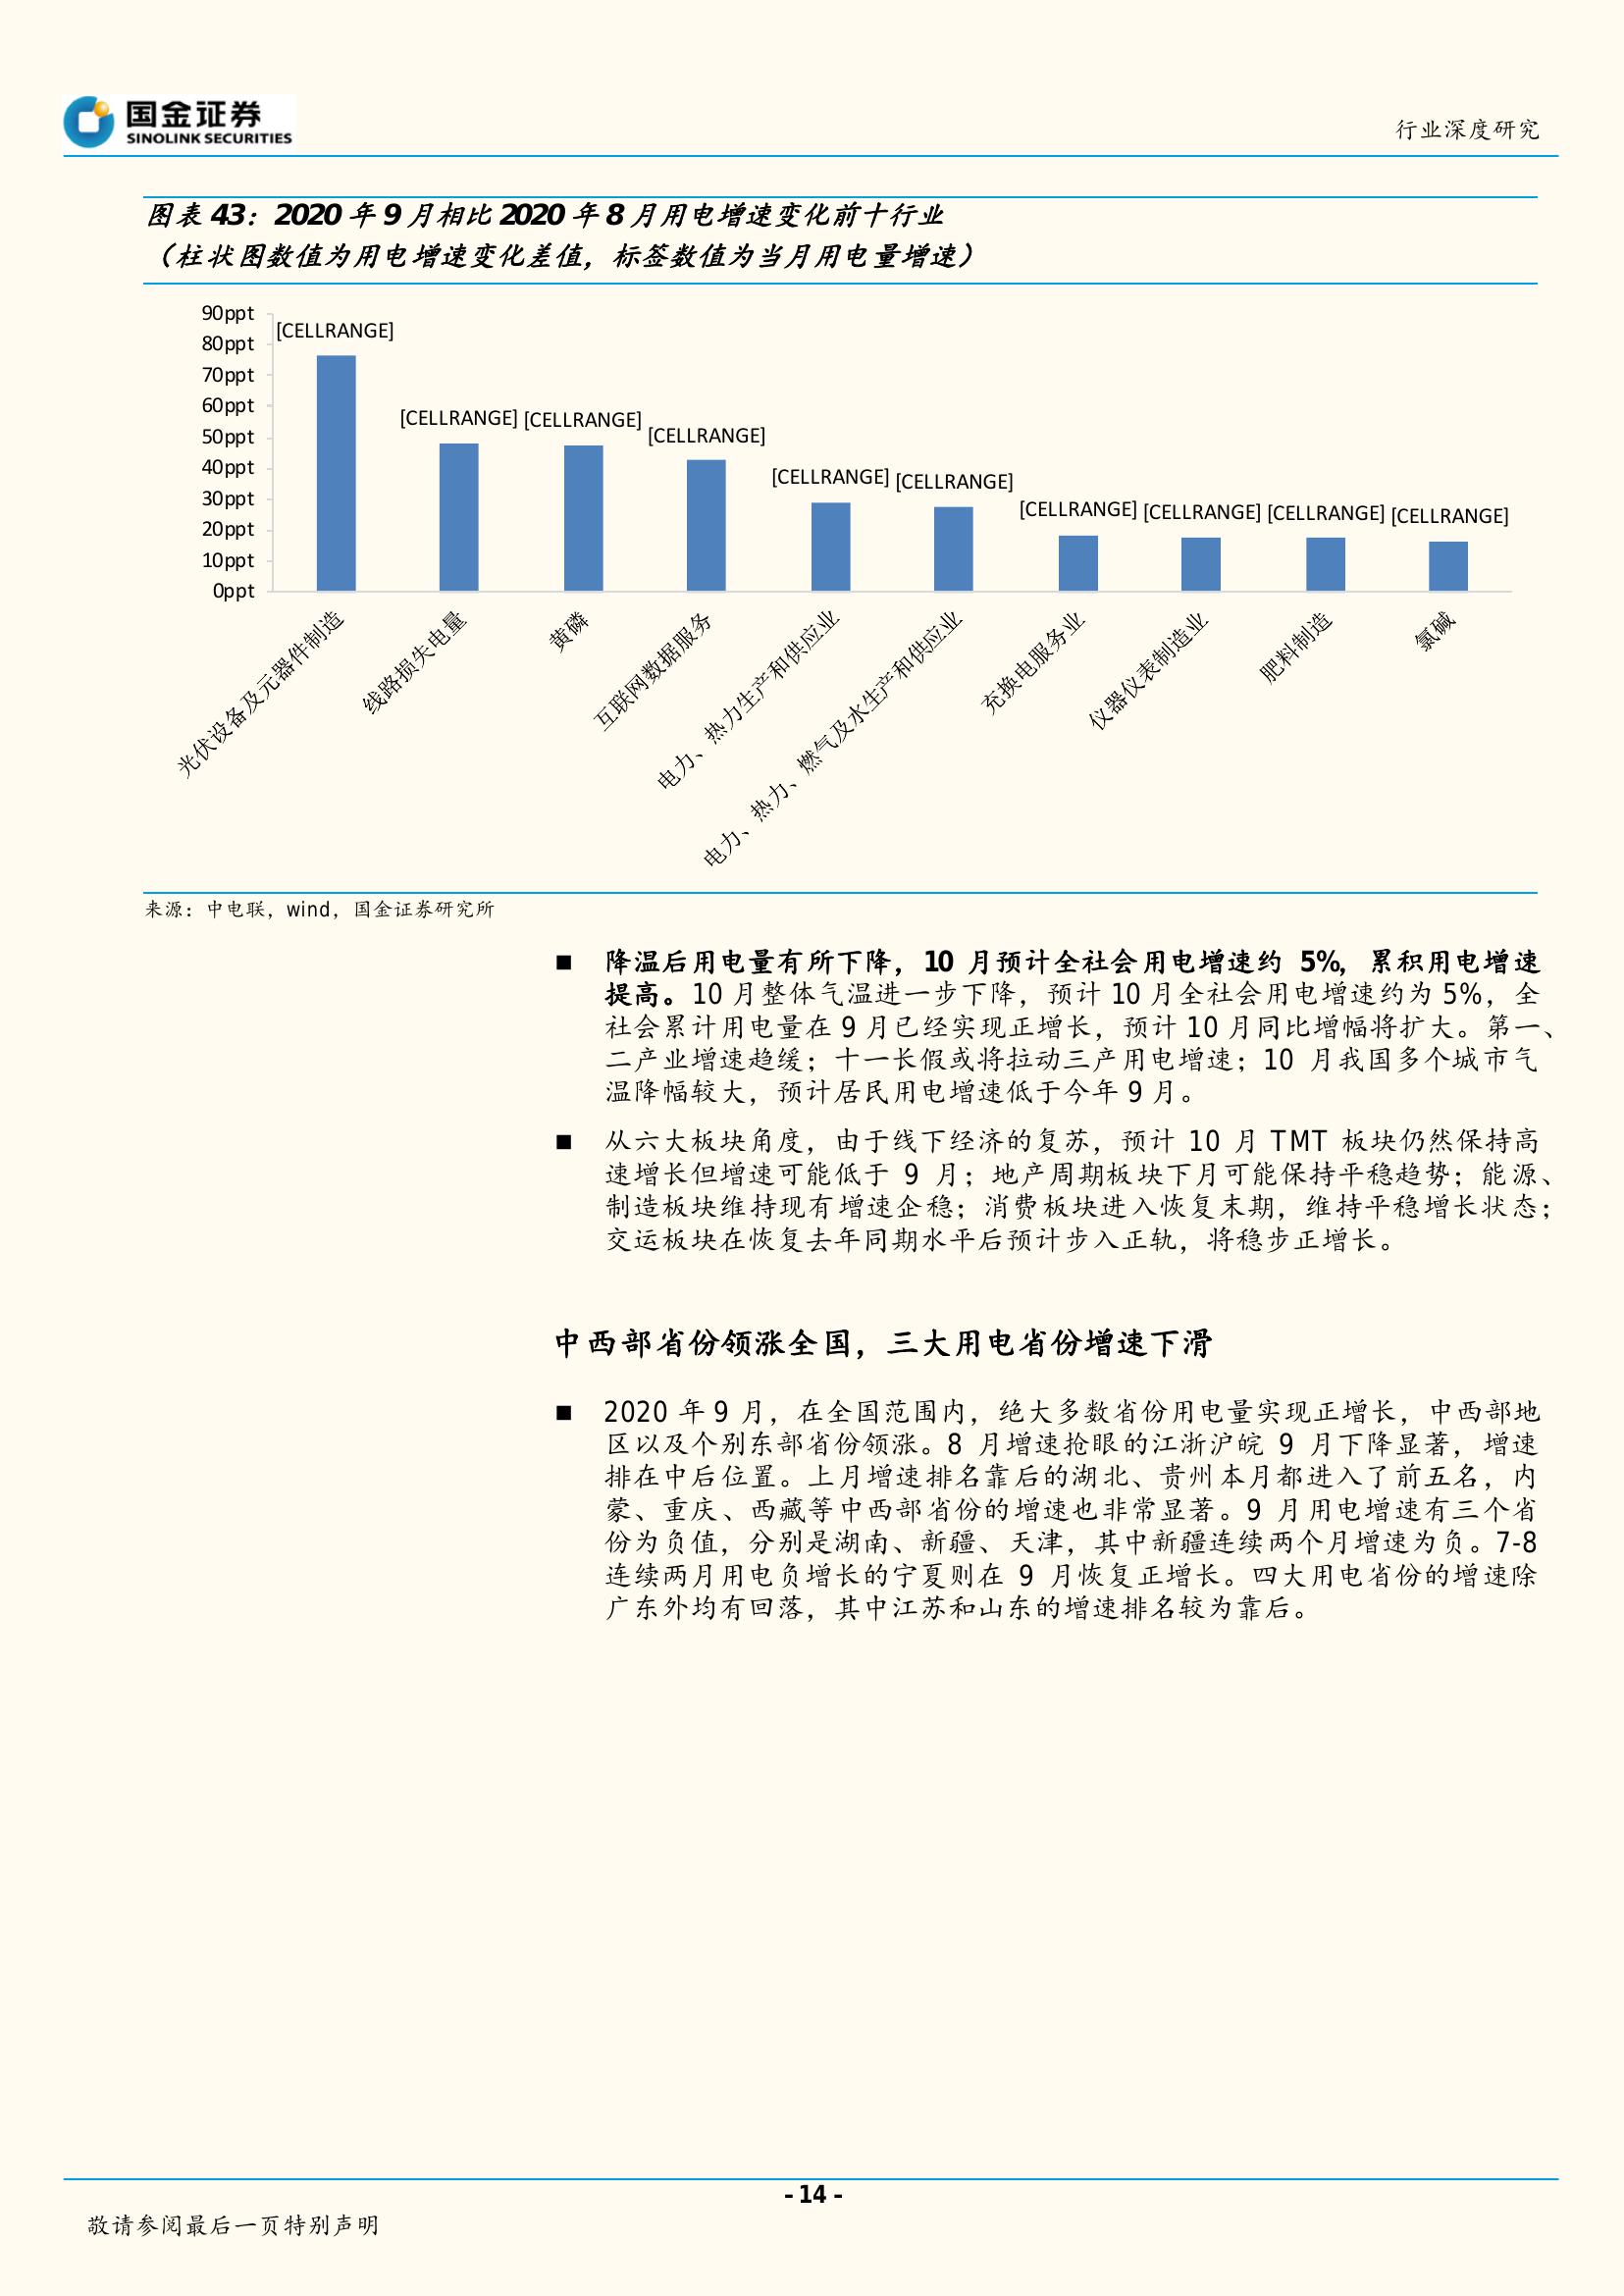 国金证券
SINOLINK SECURITIES
行业深度研究
图表 43：2020 年 9 月相比 2020 年 8 月用电增速变化前十行业
（柱状图数值为用电增速变化差值，标签数值为当月用电量增速）
90ppt
80ppt
70ppt
60ppt
50ppt
40ppt
30ppt
20ppt
10ppt
0ppt
[CELLRANGE]
[CELLRANGE]
[CELLRANGE]
[CELLRANGE]
[CELLRANGE]
[CELLRANGE]
[CELLRANGE]
[CELLRANGE]
[CELLRANGE]
[CELLRANGE]
光伏设备及元器件制造
线路损失电量
黄磷
互联网数据服务
电力、热力生产和供应业
电力、热力、燃气及水生产和供应业
充换电服务业
仪器仪表制造业
肥料制造
氯碱
来源：中电联，wind，国金证券研究所
■ 降温后用电量有所下降，10 月预计全社会用电增速约 5%，累积用电增速
提高。10 月整体气温进一步下降，预计 10 月全社会用电增速约为 5%，全
社会累计用电量在 9 月已经实现正增长，预计 10 月同比增幅将扩大。第一、
二产业增速趋缓；十一长假或将拉动三产用电增速；10 月我国多个城市气
温降幅较大，预计居民用电增速低于今年 9 月。
■ 从六大板块角度，由于线下经济的复苏，预计 10 月 TMT 板块仍然保持高
速增长但增速可能低于 9 月；地产周期板块下月可能保持平稳趋势；能源、
制造板块维持现有增速企稳；消费板块进入恢复末期，维持平稳增长状态；
交运板块在恢复去年同期水平后预计步入正轨，将稳步正增长。
中西部省份领涨全国，三大用电省份增速下滑
■ 2020 年 9 月，在全国范围内，绝大多数省份用电量实现正增长，中西部地
区以及个别东部省份领涨。8 月增速抢眼的江浙沪皖 9 月下降显著，增速
排在中后位置。上月增速排名靠后的湖北、贵州本月都进入了前五名，内
蒙、重庆、西藏等中西部省份的增速也非常显著。9 月用电增速有三个省
份为负值，分别是湖南、新疆、天津，其中新疆连续两个月增速为负。7-8
连续两月用电负增长的宁夏则在 9 月恢复正增长。四大用电省份的增速除
广东外均有回落，其中江苏和山东的增速排名较为靠后。
- 14 -
敬请参阅最后一页特别声明